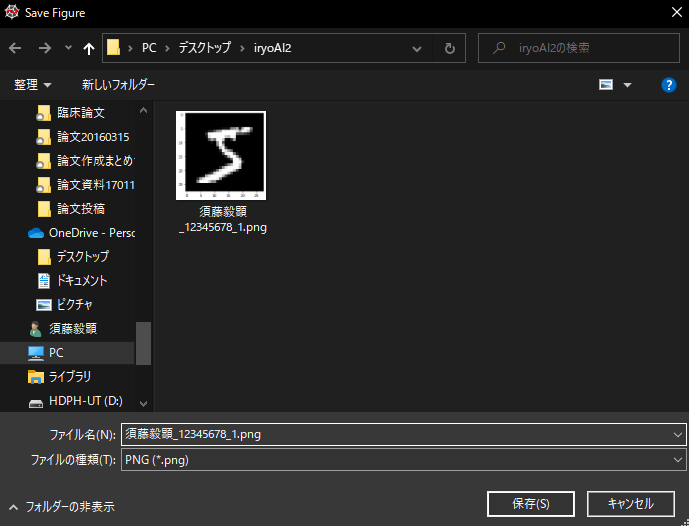 Save Figure
PC > デスクトップ > iryoAI2
iryoAI2の検索
整理
新しいフォルダー
臨床論文
論文20160315
論文作成まとめ
論文資料17011
論文投稿
OneDrive - Perso
デスクトップ
ドキュメント
ピクチャ
須藤毅顕
PC
ライブラリ
HDPH-UT (D:)
須藤毅顕
_12345678_1.png
ファイル名(N):
須藤毅顕_12345678_1.png
ファイルの種類(T):
PNG (*.png)
フォルダーの非表示
保存(S)
キャンセル